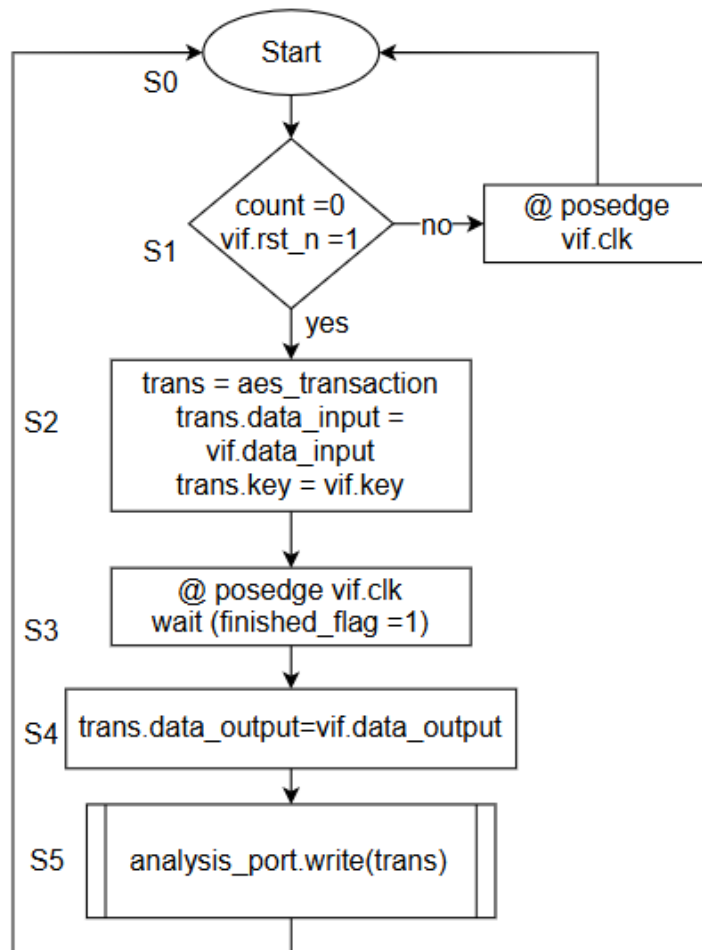 Start
S0
count =0
vif.rst_n =1
S1
no
@ posedge
vif.clk
yes
trans = aes_transaction
trans.data_input =
vif.data_input
trans.key = vif.key
S2
@ posedge vif.clk
wait (finished_flag =1)
S3
trans.data_output=vif.data_output
S4
analysis_port.write(trans)
S5